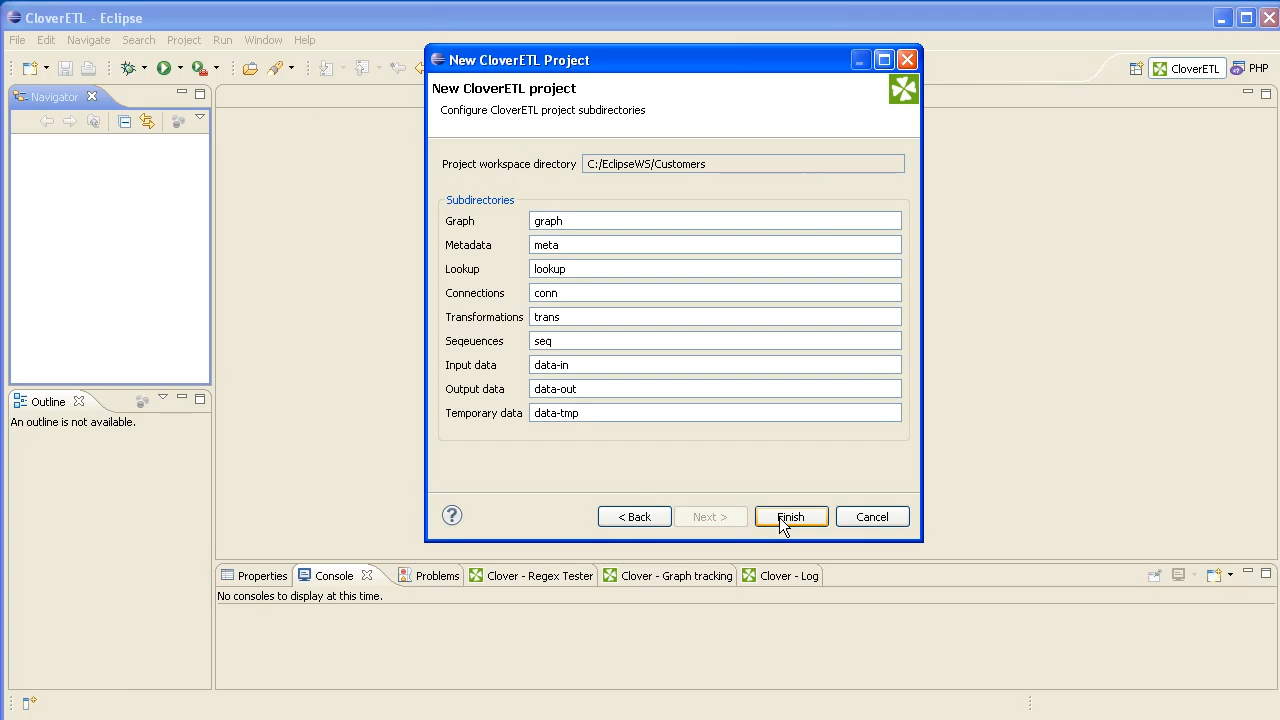 CloverETL - Eclipse
File Edit Navigate Search Project Run Window Help
CloverETL PHP
Navigator
New CloverETL Project
New CloverETL project
Configure CloverETL project subdirectories
Project workspace directory C:/EclipseWS/Customers
Subdirectories
Graph graph
Metadata meta
Lookup lookup
Connections conn
Transformations trans
Seqeuences seq
Input data data-in
Output data data-out
Temporary data data-tmp
< Back Next > Finish Cancel
Outline
An outline is not available.
Properties Console Problems Clover - Regex Tester Clover - Graph tracking Clover - Log
No consoles to display at this time.